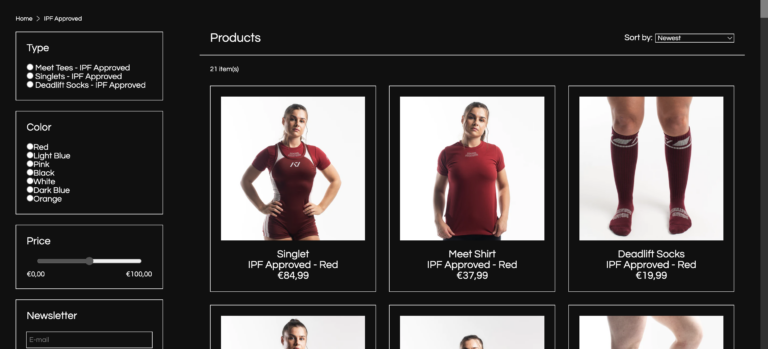 Home > IPF Approved
Type
Meet Tees - IPF Approved
Singlets - IPF Approved
Deadlift Socks - IPF Approved
Color
Red
Light Blue
Pink
Black
White
Dark Blue
Orange
Price
€0,00 €100,00
Newsletter
E-mail
Products
Sort by: Newest
21 item(s)
Singlet
IPF Approved - Red
€84,99
Meet Shirt
IPF Approved - Red
€37,99
Deadlift Socks
IPF Approved - Red
€19,99